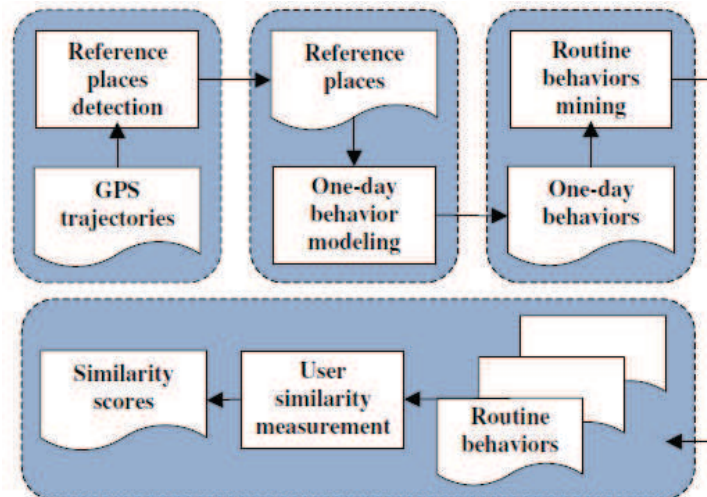 Reference
places
detection
GPS
trajectories
Reference
places
One-day
behavior
modeling
Routine
behaviors
mining
One-day
behaviors
Similarity
scores
User
similarity
measurement
Routine
behaviors